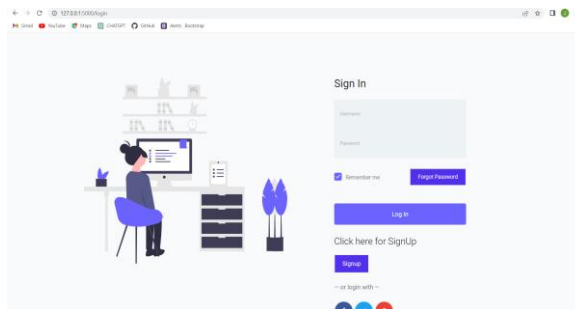 127.0.0.1:5000/login
Gmail YouTube Maps CHATGPT GitHub Icons · Bootstrap
Sign In
Username
Password
Remember me Forgot Password
Log In
Click here for SignUp
Signup
— or login with —